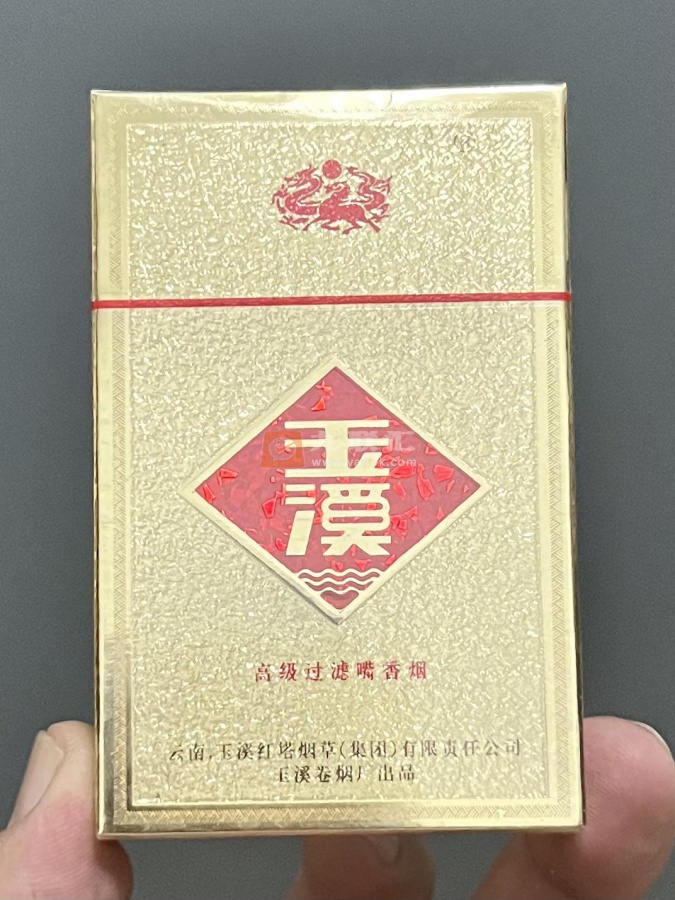 玉
溪
高级过滤嘴香烟
云南，玉溪红塔烟草(集团)有限责任公司
玉溪卷烟厂出品